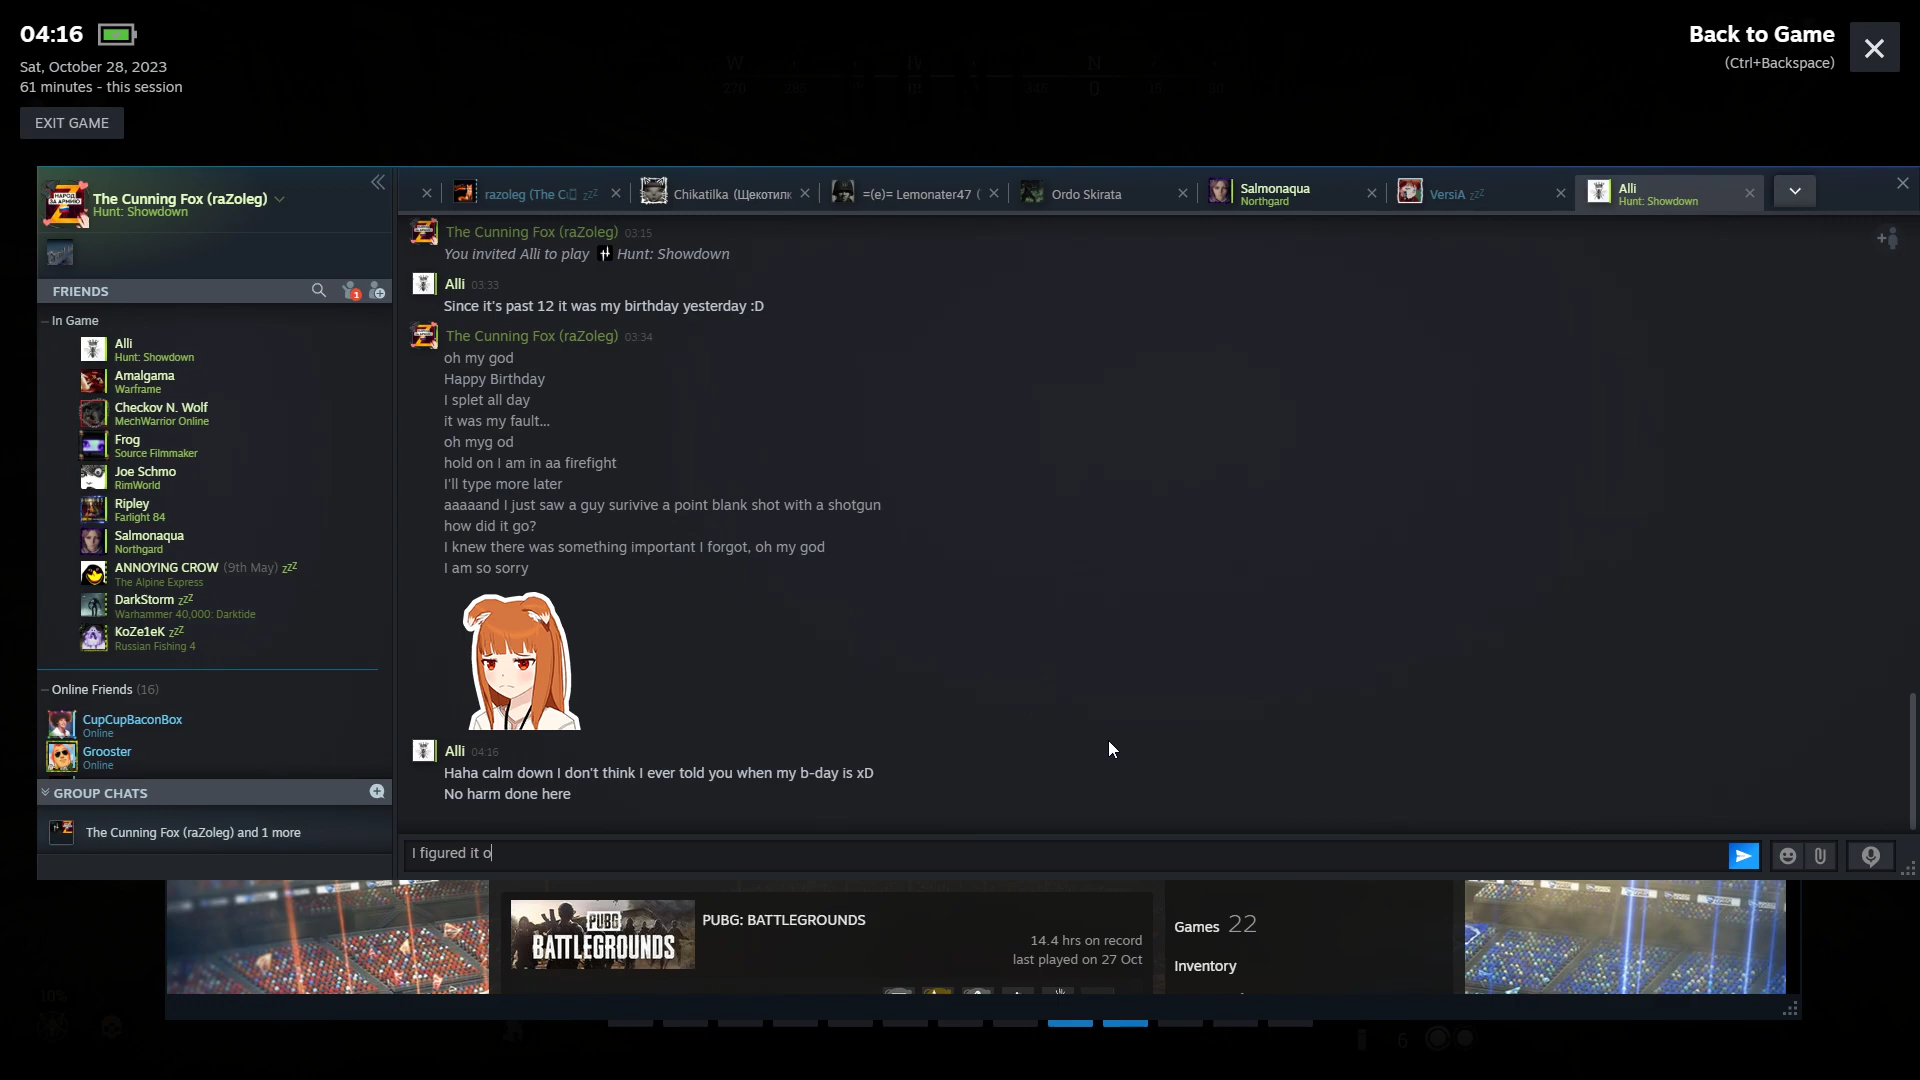 04:16
Sat, October 28, 2023
61 minutes - this session
EXIT GAME
Back to Game
(Ctrl+Backspace)
The Cunning Fox (raZoleg)
Hunt: Showdown
FRIENDS
1
In Game
Alli
Hunt: Showdown
Amalgama
Warframe
Checkov N. Wolf
MechWarrior Online
Frog
Source Filmmaker
Joe Schmo
RimWorld
Ripley
Farlight 84
Salmonaqua
Northgard
ANNOYING CROW (9th May) zzZ
The Alpine Express
DarkStorm zzZ
Warhammer 40,000: Darktide
KoZe1eK zzZ
Russian Fishing 4
Online Friends (16)
CupCupBaconBox
Online
Grooster
Online
GROUP CHATS
The Cunning Fox (raZoleg) and 1 more
razoleg (The C zzZ
Chikatilka (Щекотилк
=(e)= Lemonater47 (
Ordo Skirata
Salmonaqua
Northgard
VersiA zzZ
Alli
Hunt: Showdown
The Cunning Fox (raZoleg) 03:15
You invited Alli to play Hunt: Showdown
Alli 03:33
Since it's past 12 it was my birthday yesterday :D
The Cunning Fox (raZoleg) 03:34
oh my god
Happy Birthday
I splet all day
it was my fault...
oh myg od
hold on I am in aa firefight
I'll type more later
aaaaand I just saw a guy surivive a point blank shot with a shotgun
how did it go?
I knew there was something important I forgot, oh my god
I am so sorry
Alli 04:16
Haha calm down I don't think I ever told you when my b-day is xD
No harm done here
I figured it o
PUBG
BATTLEGROUNDS
PUBG: BATTLEGROUNDS
14.4 hrs on record
last played on 27 Oct
Games 22
Inventory